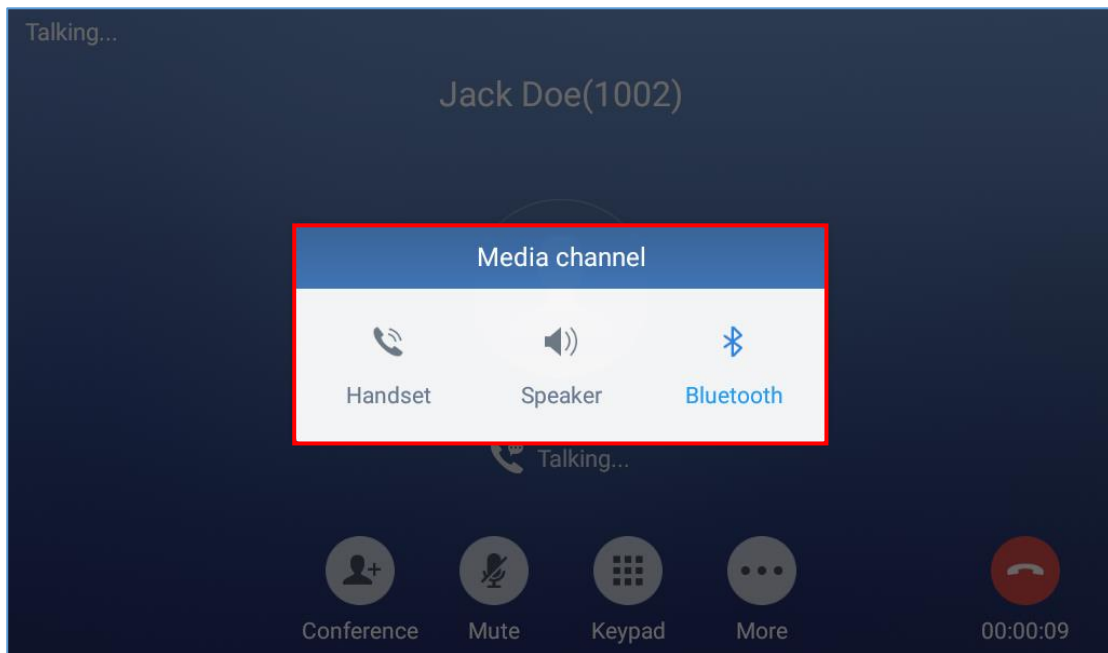 Talking...
Jack Doe(1002)
Media channel
Handset Speaker Bluetooth
Talking...
Conference Mute Keypad More 00:00:09